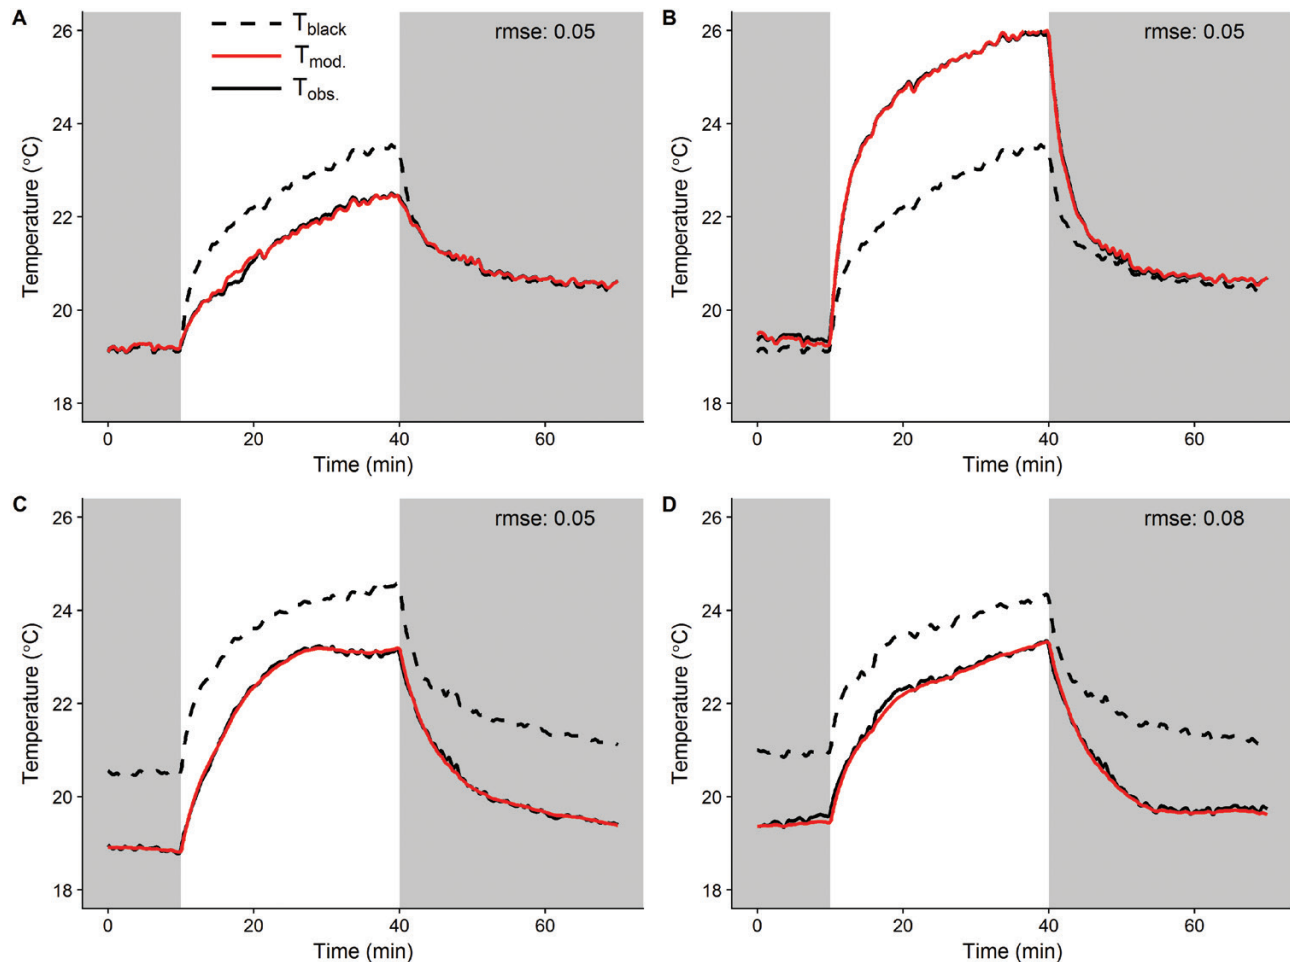 A
26
24
22
20
18
Temperature (°C)
0
20
40
60
Time (min)
T_black
T_mod.
T_obs.
rmse: 0.05
B
26
24
22
20
18
Temperature (°C)
0
20
40
60
Time (min)
rmse: 0.05
C
26
24
22
20
18
Temperature (°C)
0
20
40
60
Time (min)
rmse: 0.05
D
26
24
22
20
18
Temperature (°C)
0
20
40
60
Time (min)
rmse: 0.08